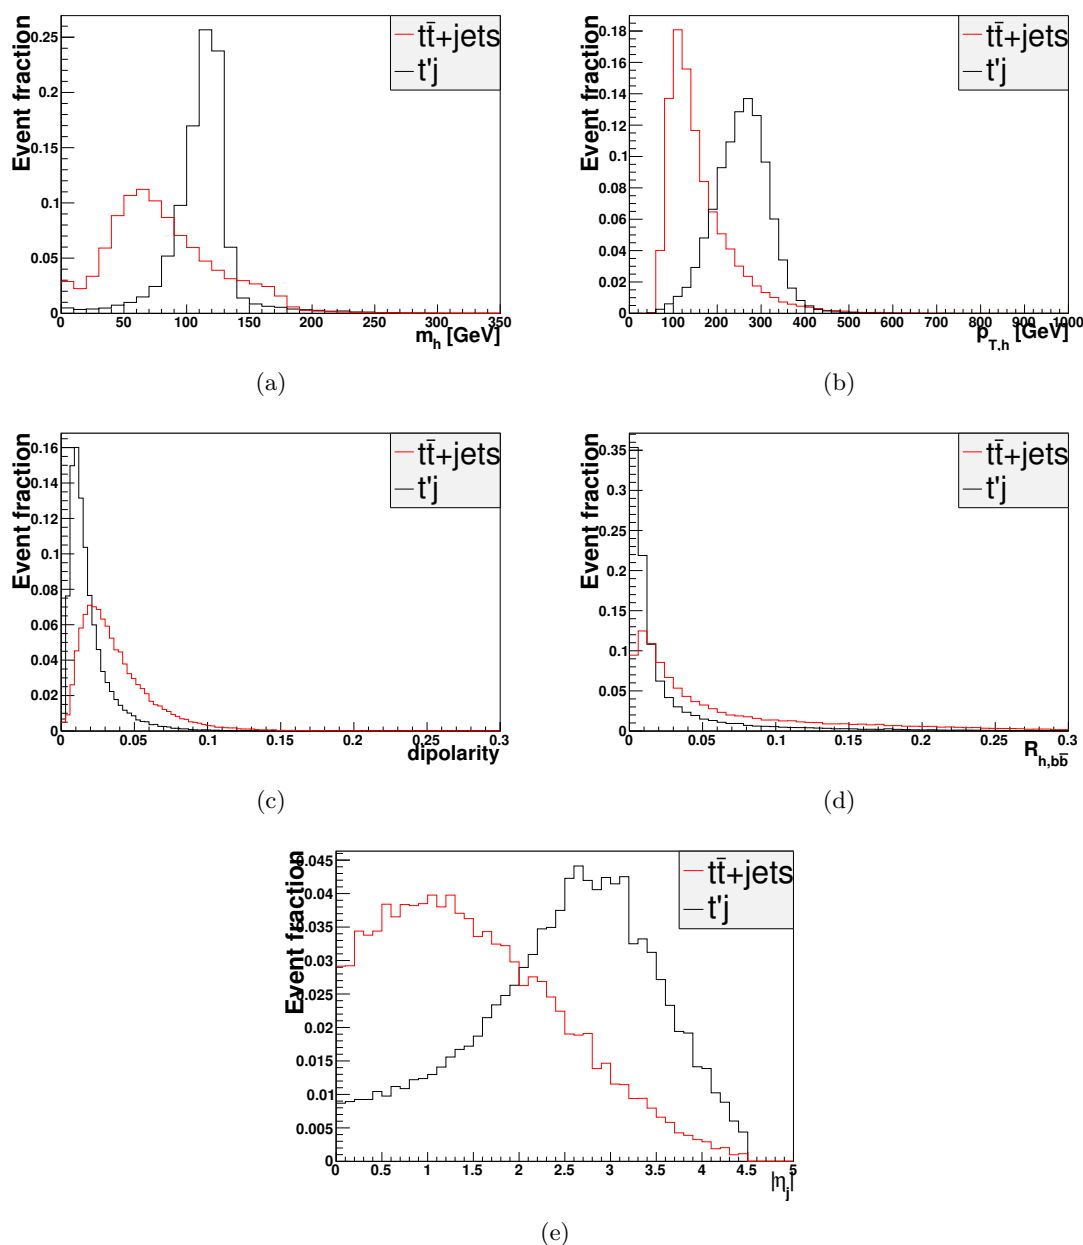 Event fraction
0.25
0.2
0.15
0.1
0.05
0
tt̄+jets
t'j
0 50 100 150 200 250 300 350
m_h [GeV]
(a)
Event fraction
0.18
0.16
0.14
0.12
0.1
0.08
0.06
0.04
0.02
0
tt̄+jets
t'j
0 100 200 300 400 500 600 700 800 900 1000
p_{T,h} [GeV]
(b)
Event fraction
0.16
0.14
0.12
0.1
0.08
0.06
0.04
0.02
0
tt̄+jets
t'j
0 0.05 0.1 0.15 0.2 0.25 0.3
dipolarity
(c)
Event fraction
0.35
0.3
0.25
0.2
0.15
0.1
0.05
0
tt̄+jets
t'j
0 0.05 0.1 0.15 0.2 0.25 0.3
R_{h,bb̄}
(d)
Event fraction
0.045
0.04
0.035
0.03
0.025
0.02
0.015
0.01
0.005
0
tt̄+jets
t'j
0 0.5 1 1.5 2 2.5 3 3.5 4 4.5 5
|η_j|
(e)